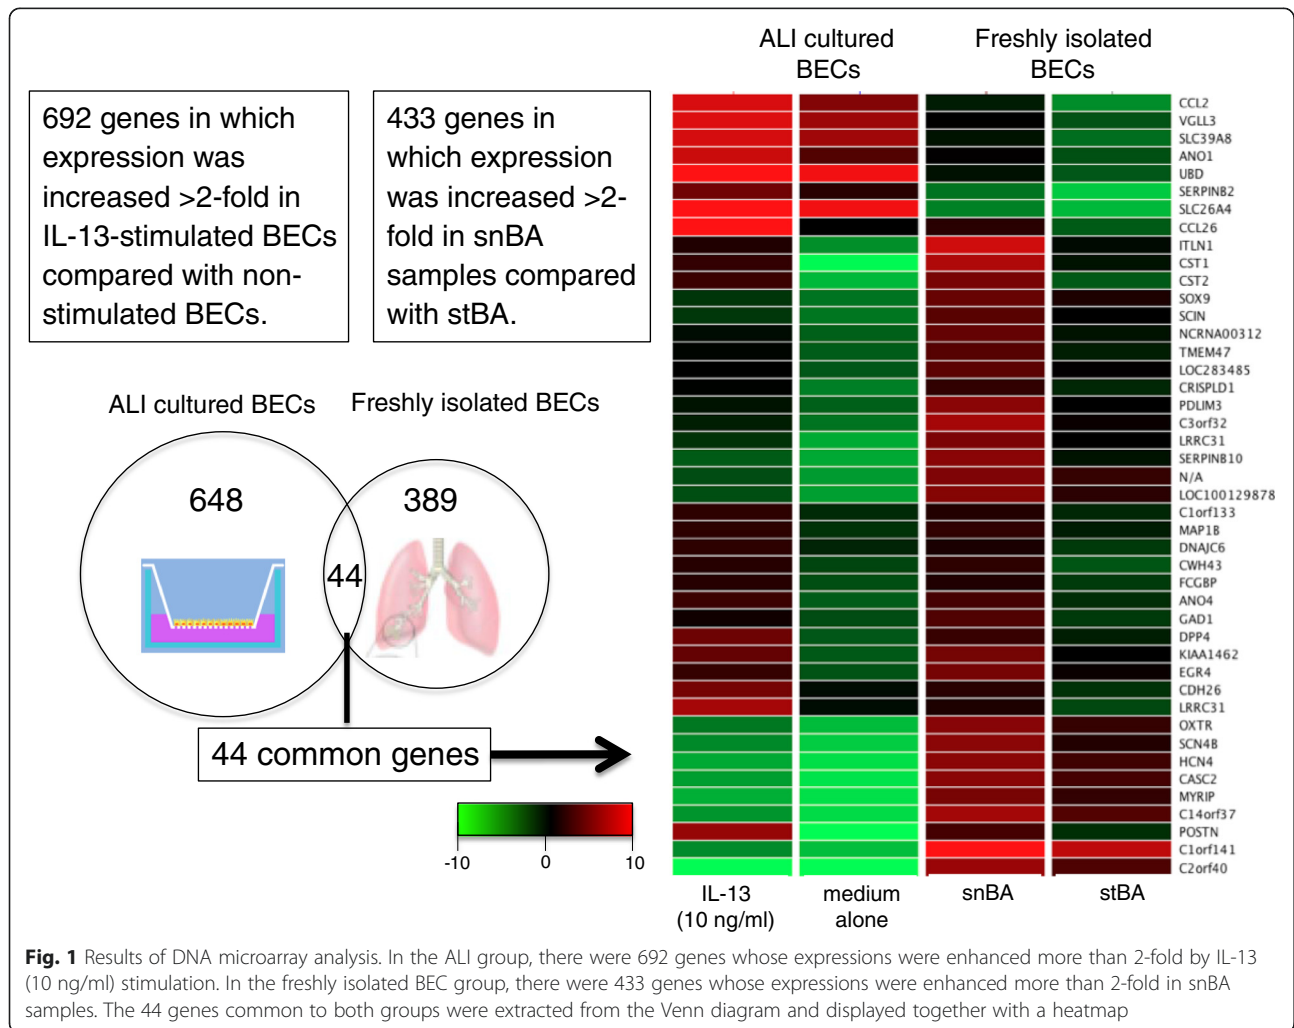 ALI cultured
BECs
Freshly isolated
BECs
692 genes in which
expression was
increased >2-fold in
IL-13-stimulated BECs
compared with non-
stimulated BECs.
433 genes in
which expression
was increased >2-
fold in snBA
samples compared
with stBA.
ALI cultured BECs
Freshly isolated BECs
648
44
389
44 common genes
-10
0
10
CCL2
VGLL3
SLC39A8
ANO1
UBD
SERPINB2
SLC26A4
CCL26
ITLN1
CST1
CST2
SOX9
SCIN
NCRNA00312
TMEM47
LOC283485
CRISPLD1
PDLIM3
C3orf32
LRRC31
SERPINB10
N/A
LOC100129878
C1orf133
MAP1B
DNAJC6
CWH43
FCGBP
ANO4
GAD1
DPP4
KIAA1462
EGR4
CDH26
LRRC31
OXTR
SCN4B
HCN4
CASC2
MYRIP
C14orf37
POSTN
C1orf141
C2orf40
IL-13
(10 ng/ml)
medium
alone
snBA
stBA
Fig. 1 Results of DNA microarray analysis. In the ALI group, there were 692 genes whose expressions were enhanced more than 2-fold by IL-13
(10 ng/ml) stimulation. In the freshly isolated BEC group, there were 433 genes whose expressions were enhanced more than 2-fold in snBA
samples. The 44 genes common to both groups were extracted from the Venn diagram and displayed together with a heatmap